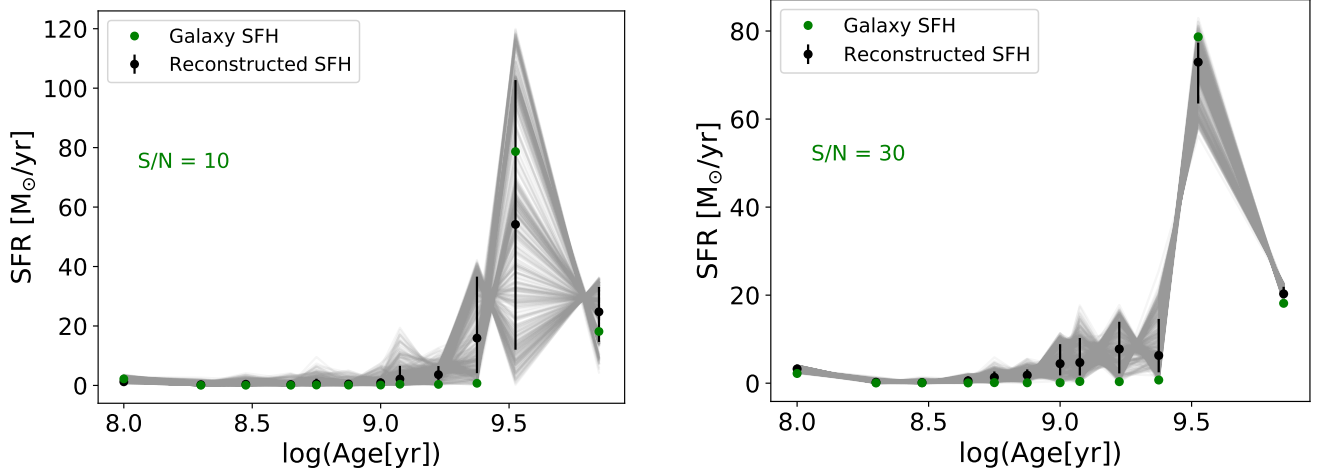 120
100
80
60
40
20
0
SFR [M⊙/yr]
Galaxy SFH
Reconstructed SFH
S/N = 10
8.0 8.5 9.0 9.5
log(Age[yr])
80
60
40
20
0
SFR [M⊙/yr]
Galaxy SFH
Reconstructed SFH
S/N = 30
8.0 8.5 9.0 9.5
log(Age[yr])